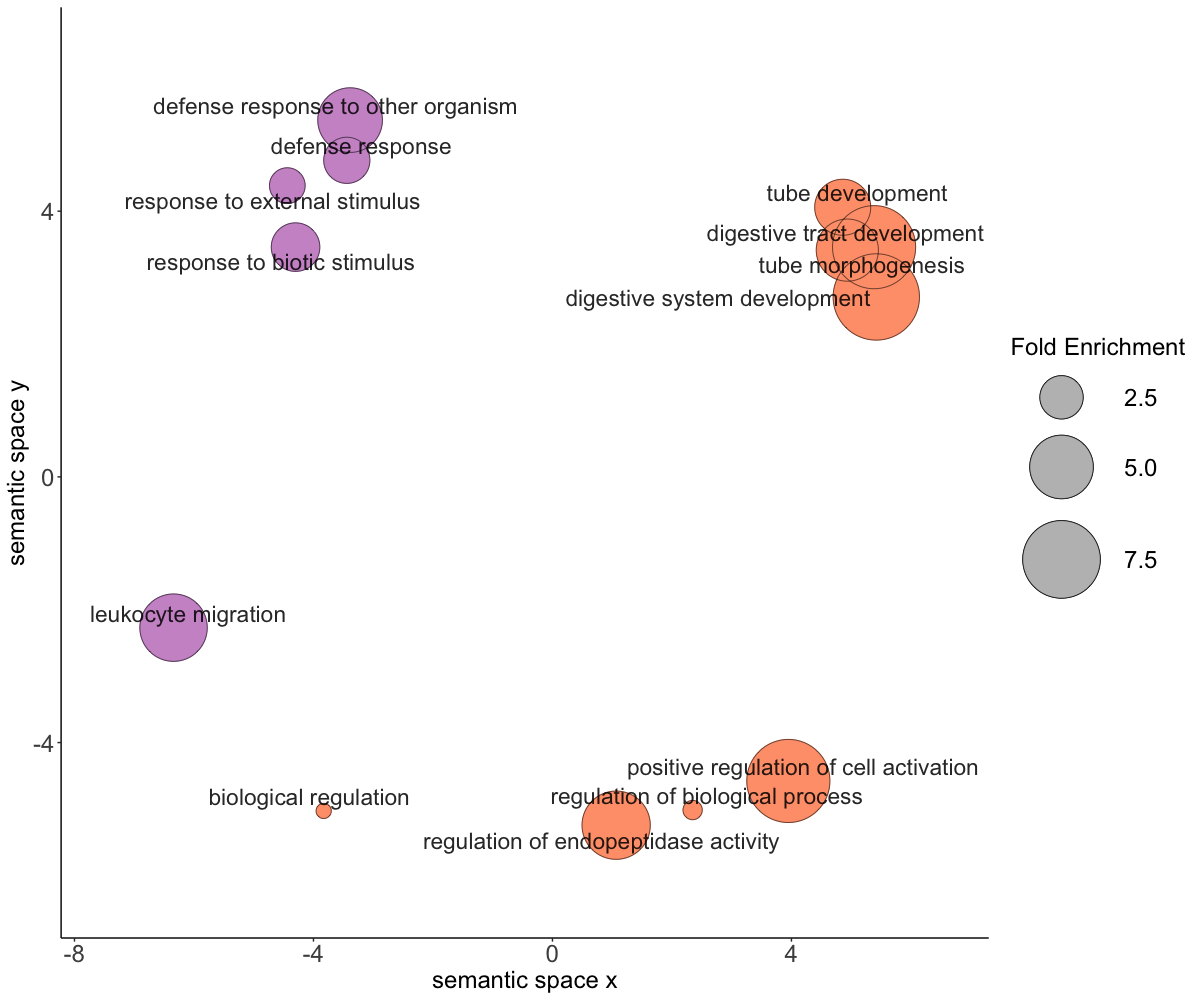 defense response to other organism
defense response
response to external stimulus
response to biotic stimulus
tube development
digestive tract development
tube morphogenesis
digestive system development
leukocyte migration
biological regulation
positive regulation of cell activation
regulation of biological process
regulation of endopeptidase activity
4
0
-4
semantic space y
-8
-4
0
4
semantic space x
Fold Enrichment
2.5
5.0
7.5